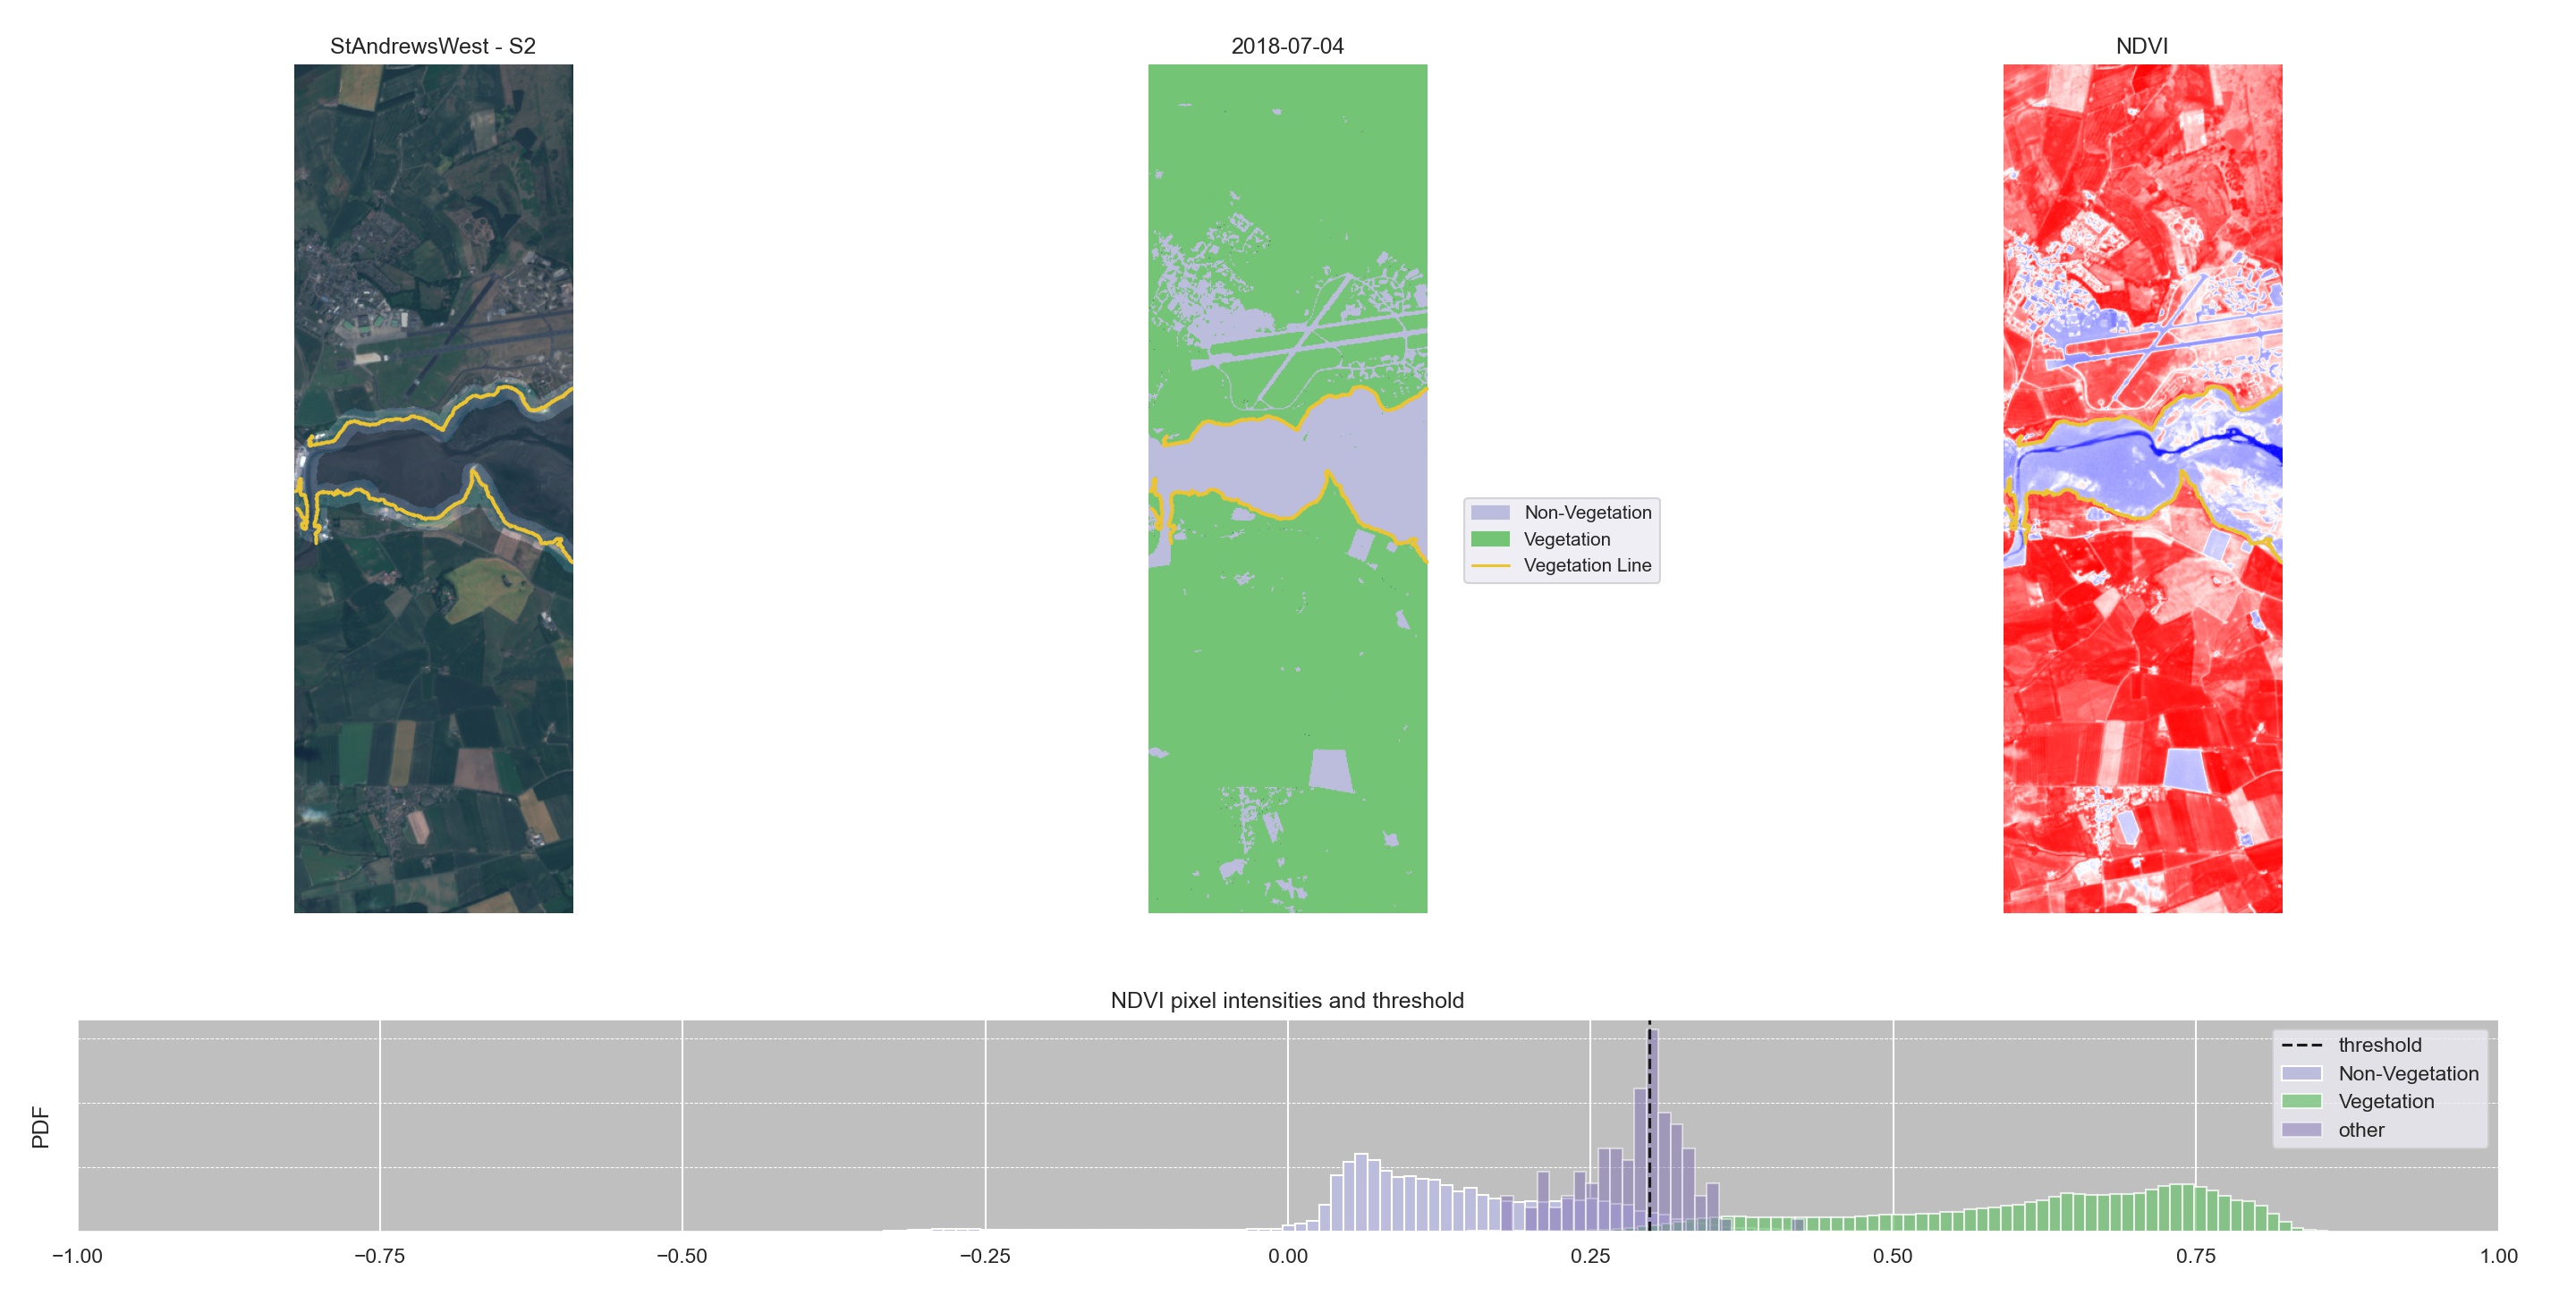 StAndrewsWest - S2
2018-07-04
NDVI
Non-Vegetation
Vegetation
Vegetation Line
NDVI pixel intensities and threshold
PDF
threshold
Non-Vegetation
Vegetation
other
−1.00 −0.75 −0.50 −0.25 0.00 0.25 0.50 0.75 1.00